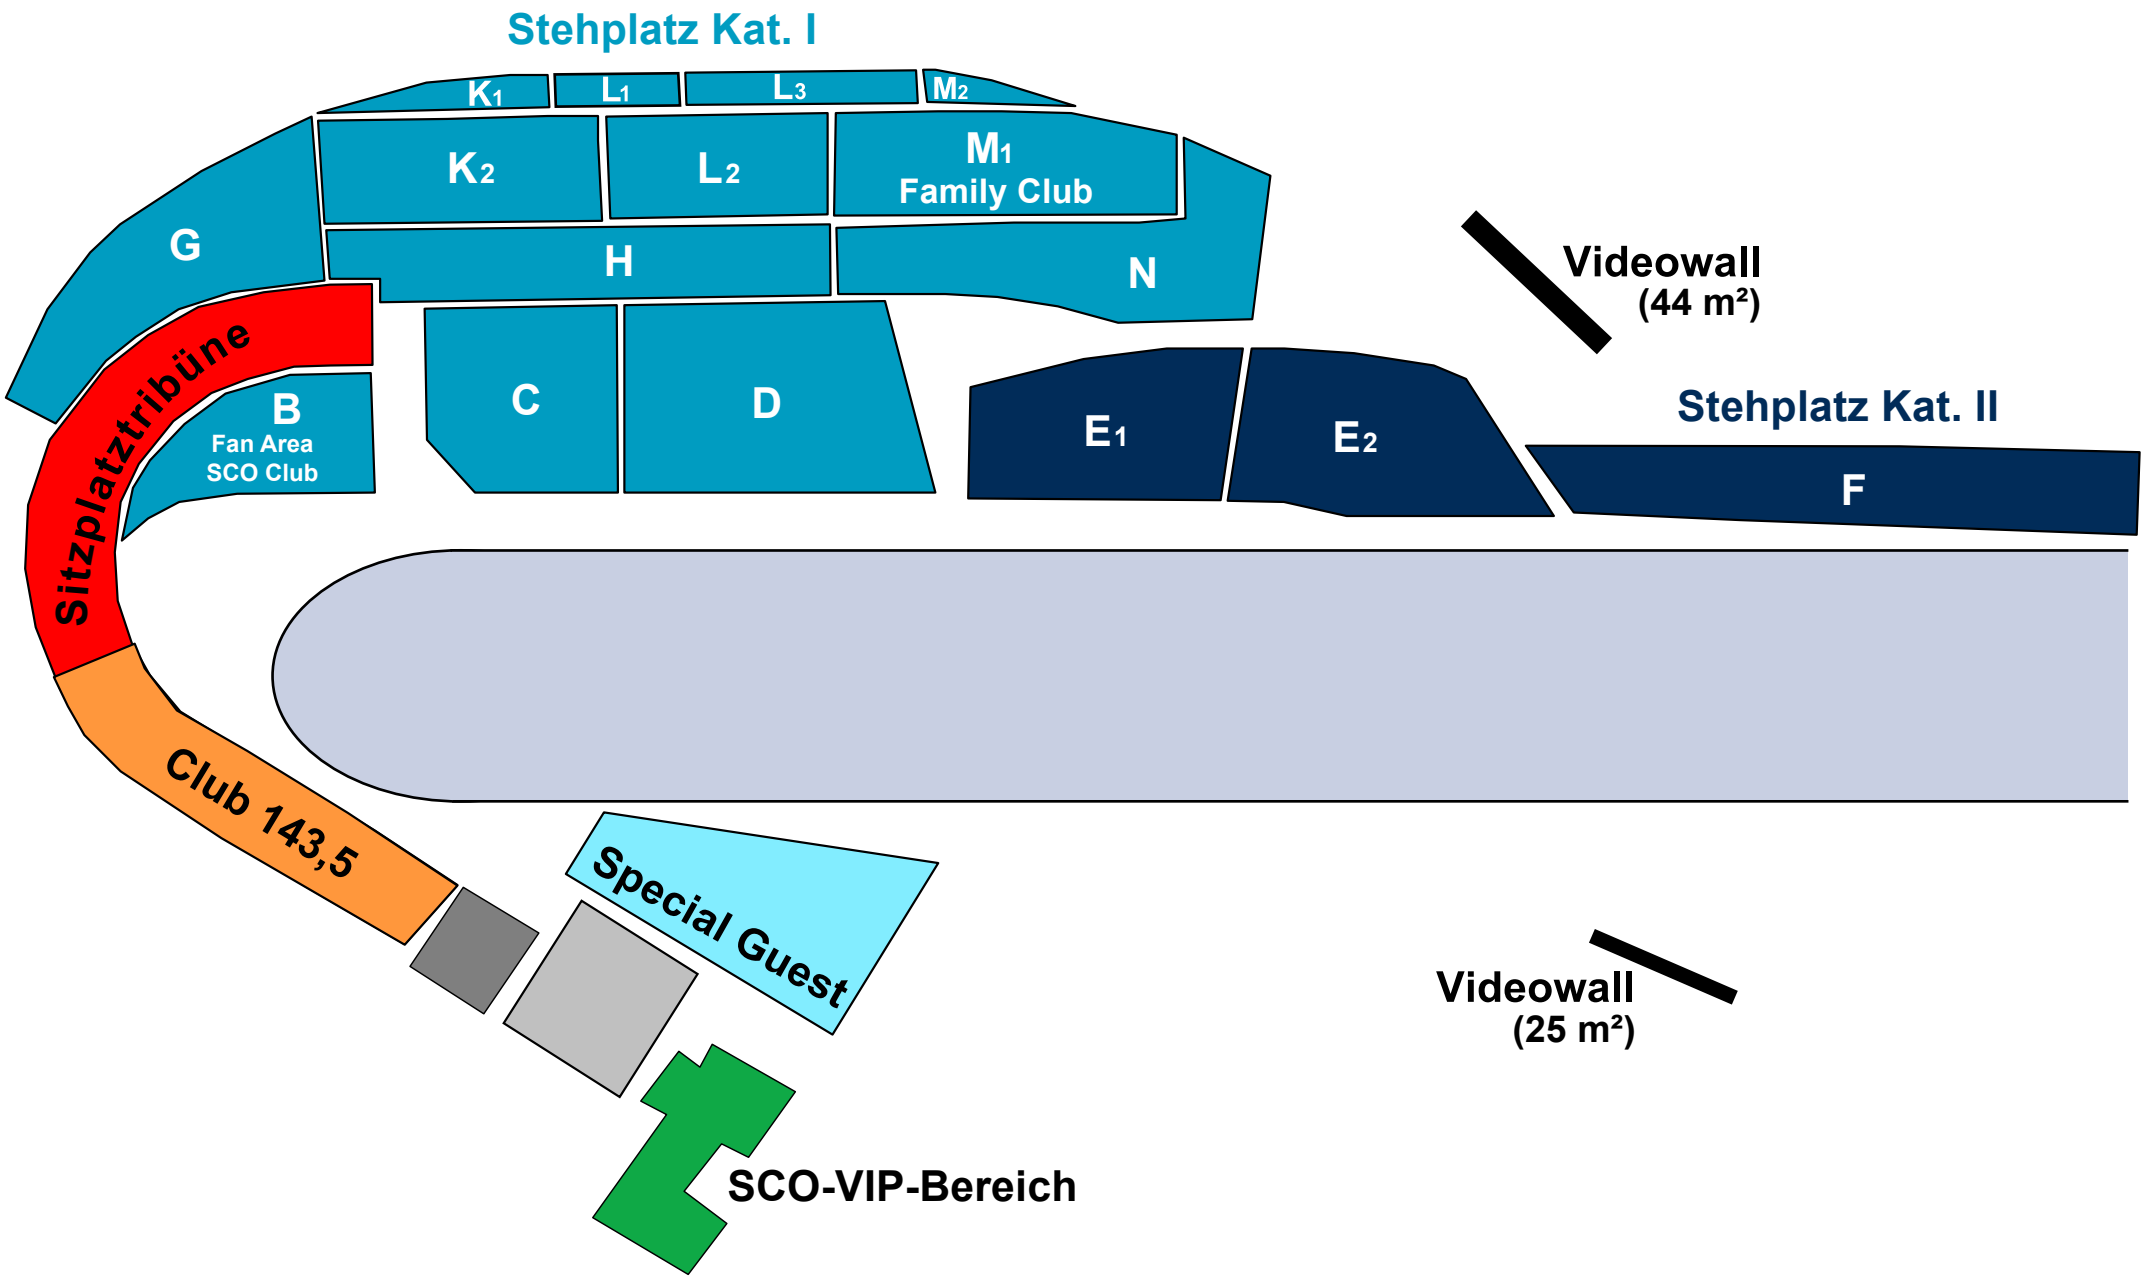 Stehplatz Kat. I
K1
L1
L3
M2
K2
L2
M1
Family Club
G
H
N
Videowall
(44 m²)
Sitzplatztribüne
B
Fan Area
SCO Club
C
D
E1
E2
Stehplatz Kat. II
F
Club 143,5
Special Guest
Videowall
(25 m²)
SCO-VIP-Bereich